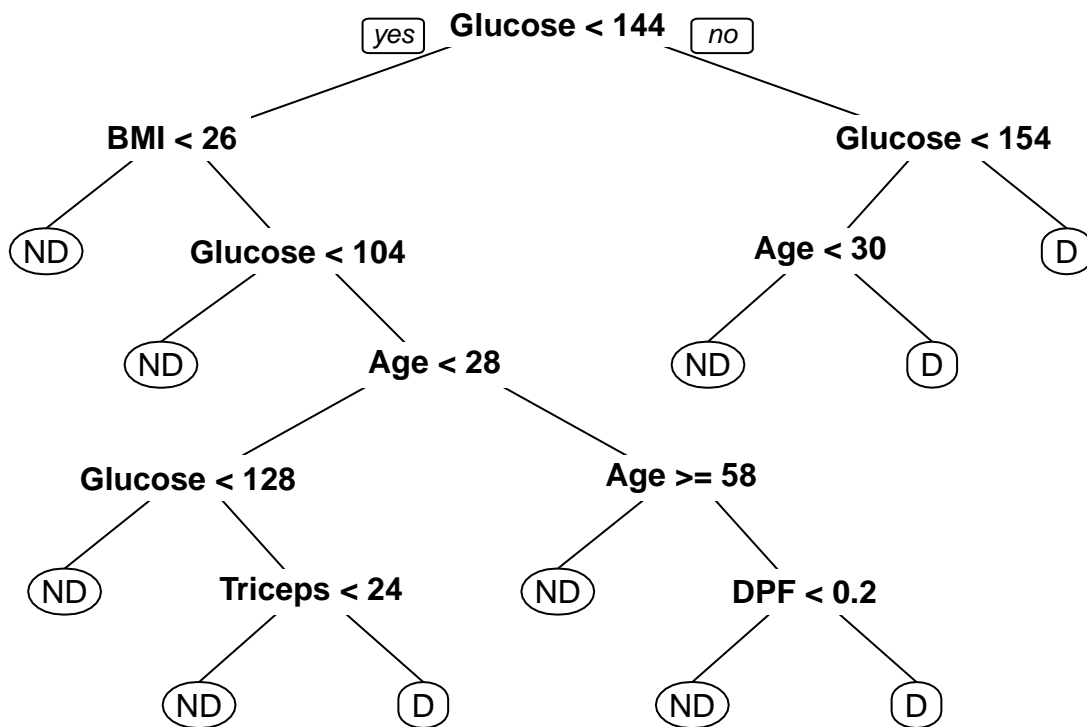 yes Glucose < 144 no
BMI < 26 Glucose < 154
ND Glucose < 104 Age < 30 D
ND Age < 28 ND D
Glucose < 128 Age >= 58
ND Triceps < 24 ND DPF < 0.2
ND D ND D